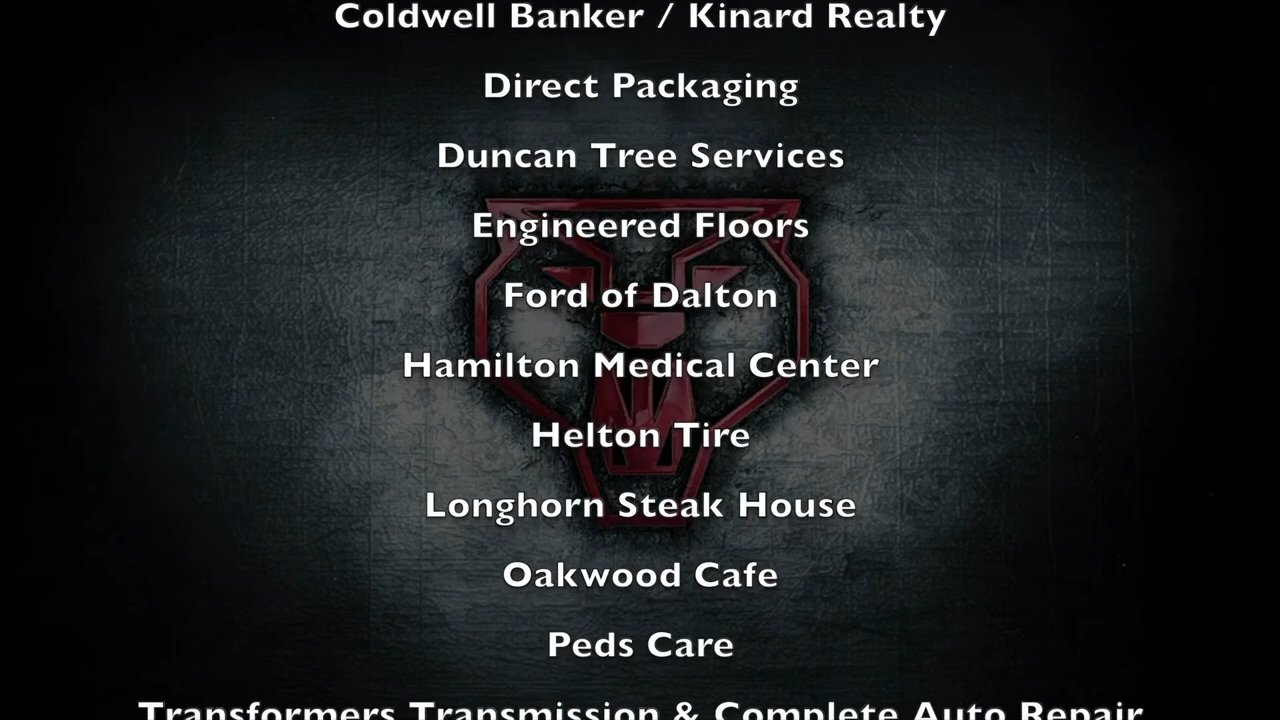 Coldwell Banker / Kinard Realty
Direct Packaging
Duncan Tree Services
Engineered Floors
Ford of Dalton
Hamilton Medical Center
Helton Tire
Longhorn Steak House
Oakwood Cafe
Peds Care
Transformers Transmission & Complete Auto Repair